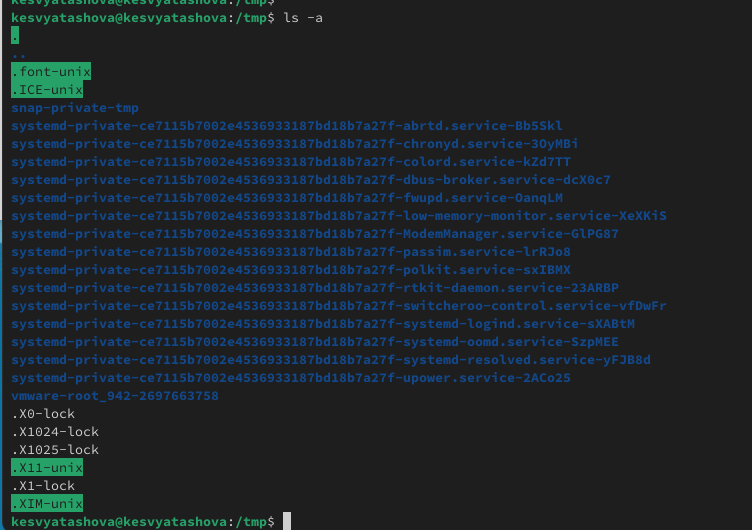 kesvyatashova@kesvyatashova:/tmp$
kesvyatashova@kesvyatashova:/tmp$ ls -a
.
..
.font-unix
.ICE-unix
snap-private-tmp
systemd-private-ce7115b7002e4536933187bd18b7a27f-abrtd.service-Bb5Skl
systemd-private-ce7115b7002e4536933187bd18b7a27f-chronyd.service-3OyMBi
systemd-private-ce7115b7002e4536933187bd18b7a27f-colord.service-kZd7TT
systemd-private-ce7115b7002e4536933187bd18b7a27f-dbus-broker.service-dcX0c7
systemd-private-ce7115b7002e4536933187bd18b7a27f-fwupd.service-OanqLM
systemd-private-ce7115b7002e4536933187bd18b7a27f-low-memory-monitor.service-XeXKiS
systemd-private-ce7115b7002e4536933187bd18b7a27f-ModemManager.service-GlPG87
systemd-private-ce7115b7002e4536933187bd18b7a27f-passim.service-lrRJo8
systemd-private-ce7115b7002e4536933187bd18b7a27f-polkit.service-sxIBMX
systemd-private-ce7115b7002e4536933187bd18b7a27f-rtkit-daemon.service-23ARBP
systemd-private-ce7115b7002e4536933187bd18b7a27f-switcheroo-control.service-vfDwFr
systemd-private-ce7115b7002e4536933187bd18b7a27f-systemd-logind.service-sXABtM
systemd-private-ce7115b7002e4536933187bd18b7a27f-systemd-oomd.service-SzpMEE
systemd-private-ce7115b7002e4536933187bd18b7a27f-systemd-resolved.service-yFJB8d
systemd-private-ce7115b7002e4536933187bd18b7a27f-upower.service-2ACo25
vmware-root_942-2697663758
.X0-lock
.X1024-lock
.X1025-lock
.X11-unix
.X1-lock
.XIM-unix
kesvyatashova@kesvyatashova:/tmp$